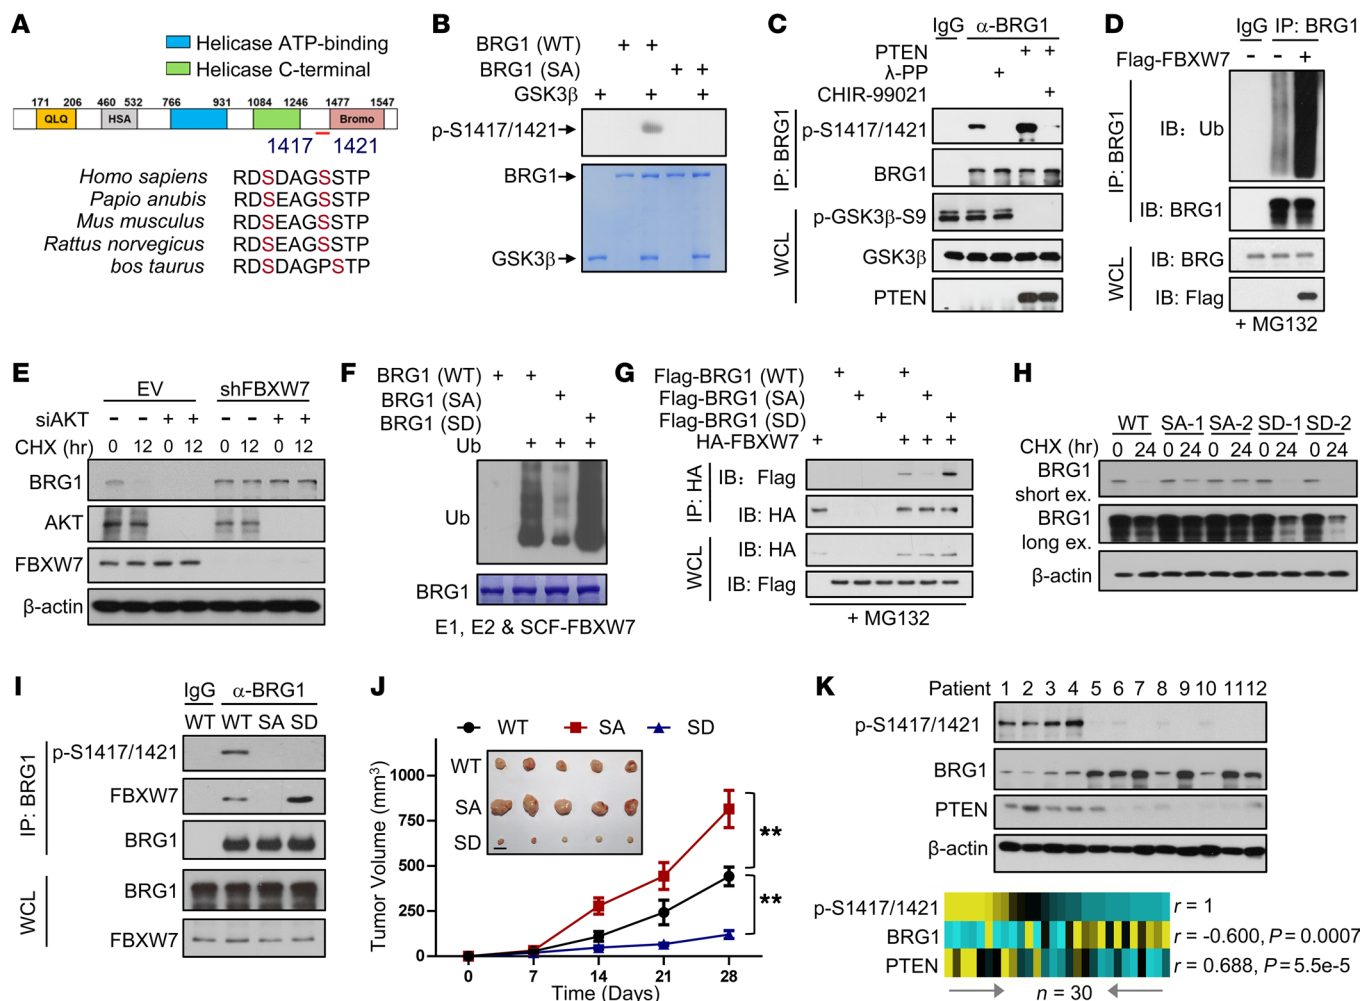 A
Helicase ATP-binding
Helicase C-terminal
171 206 460 532 766 931 1084 1246 1477 1547
QLQ HSA Bromo
1417 1421
Homo sapiens RDSDAGSSTP
Papio anubis RDSEAGSSTP
Mus musculus RDSEAGSSTP
Rattus norvegicus RDSEAGSSTP
bos taurus RDSDAGPSTP
B
BRG1 (WT) + +
BRG1 (SA) + +
GSK3β + + +
p-S1417/1421
BRG1
GSK3β
C
IgG α-BRG1
PTEN + +
λ-PP +
CHIR-99021 +
IP: BRG1
p-S1417/1421
BRG1
WCL
p-GSK3β-S9
GSK3β
PTEN
D
IgG IP: BRG1
Flag-FBXW7 - - +
IP: BRG1
IB: Ub
IB: BRG1
WCL
IB: BRG
IB: Flag
+ MG132
E
EV shFBXW7
siAKT - - + + - - + +
CHX (hr) 0 12 0 12 0 12 0 12
BRG1
AKT
FBXW7
β-actin
F
BRG1 (WT) + +
BRG1 (SA) +
BRG1 (SD) +
Ub + + +
Ub
BRG1
E1, E2 & SCF-FBXW7
G
Flag-BRG1 (WT) + +
Flag-BRG1 (SA) + +
Flag-BRG1 (SD) + +
HA-FBXW7 + + + +
IP: HA
IB: Flag
IB: HA
WCL
IB: HA
IB: Flag
+ MG132
H
WT SA-1 SA-2 SD-1 SD-2
CHX (hr) 0 24 0 24 0 24 0 24 0 24
BRG1
short ex.
BRG1
long ex.
β-actin
I
IgG α-BRG1
WT WT SA SD
IP: BRG1
p-S1417/1421
FBXW7
BRG1
WCL
BRG1
FBXW7
J
WT SA SD
WT
SA
SD
Tumor Volume (mm3)
1000
750
500
250
0
** 
**
0 7 14 21 28
Time (Days)
K
Patient 1 2 3 4 5 6 7 8 9 10 11 12
p-S1417/1421
BRG1
PTEN
β-actin
p-S1417/1421 r = 1
BRG1 r = -0.600, P = 0.0007
PTEN r = 0.688, P = 5.5e-5
n = 30